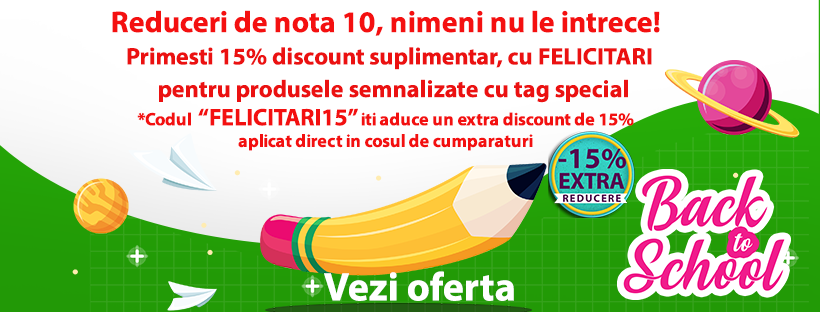 Reduceri de nota 10, nimeni nu le intrece!
Primesti 15% discount suplimentar, cu FELICITARI
pentru produsele semnalizate cu tag special
*Codul “FELICITARI15” iti aduce un extra discount de 15%
aplicat direct in cosul de cumparaturi
-15%
EXTRA
REDUCERE
Back
to
School
Vezi oferta